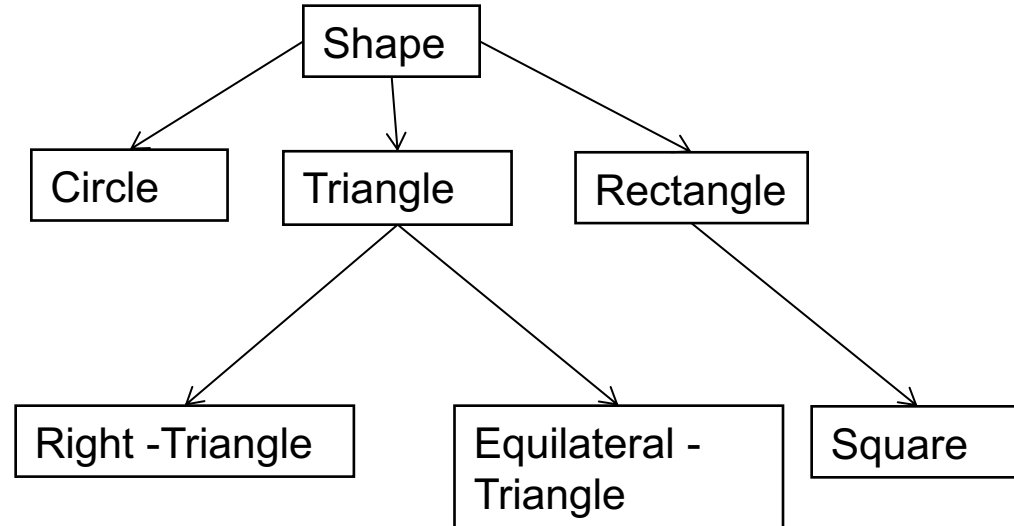 Shape
Circle
Triangle
Rectangle
Right -Triangle
Equilateral -
Triangle
Square